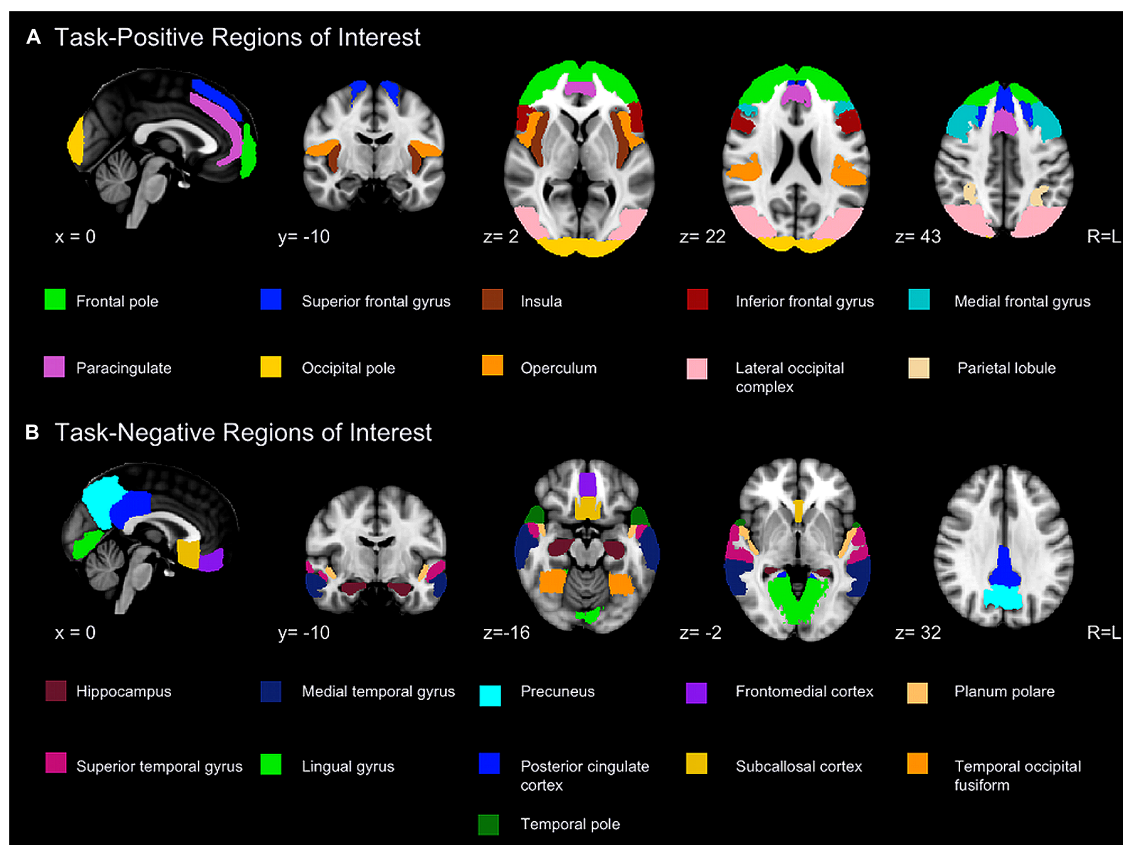 A Task-Positive Regions of Interest
x = 0
y= -10
z= 2
z= 22
z= 43
R=L
Frontal pole
Superior frontal gyrus
Insula
Inferior frontal gyrus
Medial frontal gyrus
Paracingulate
Occipital pole
Operculum
Lateral occipital
complex
Parietal lobule
B Task-Negative Regions of Interest
x = 0
y= -10
z=-16
z= -2
z= 32
R=L
Hippocampus
Medial temporal gyrus
Precuneus
Frontomedial cortex
Planum polare
Superior temporal gyrus
Lingual gyrus
Posterior cingulate
cortex
Subcallosal cortex
Temporal occipital
fusiform
Temporal pole